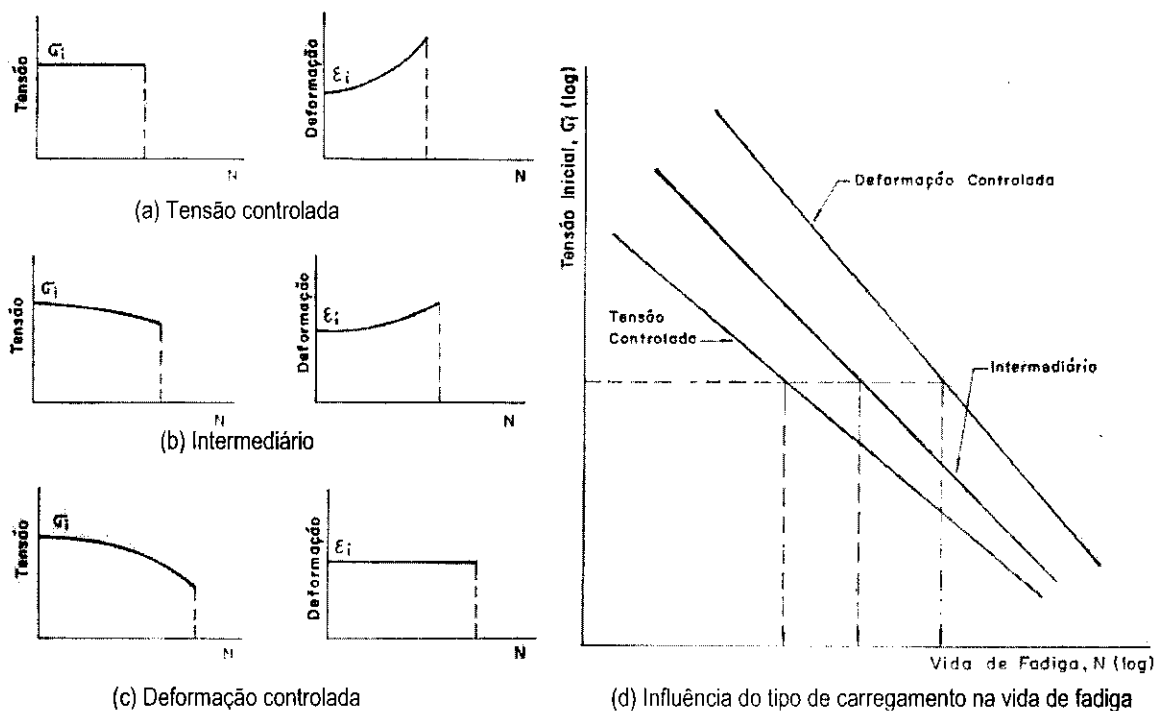 Tensão
σi
N
Deformação
εi
N
(a) Tensão controlada
Tensão
σi
N
Deformação
εi
N
(b) Intermediário
Tensão
σi
N
Deformação
εi
N
(c) Deformação controlada
Tensão Inicial, σi (log)
Deformação Controlada
Tensão
Controlada
Intermediário
Vida de Fadiga, N (log)
(d) Influência do tipo de carregamento na vida de fadiga